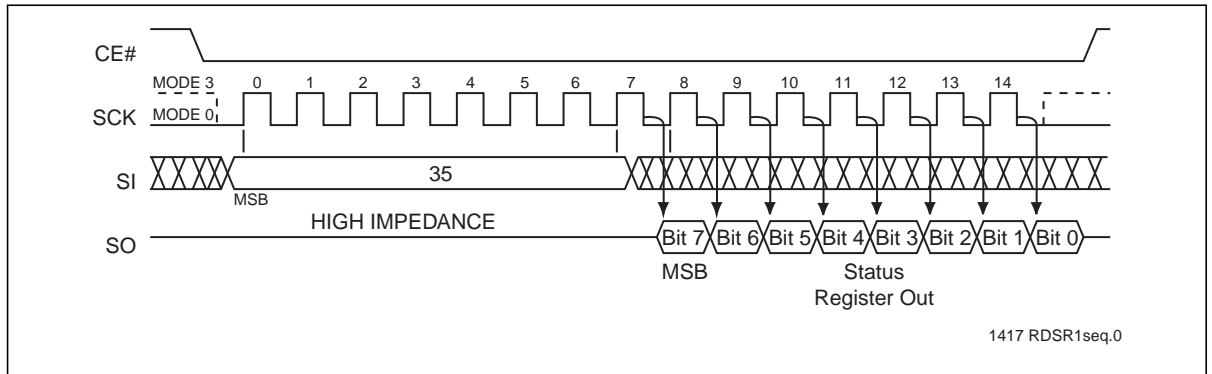 CE#
MODE 3 0 1 2 3 4 5 6 7 8 9 10 11 12 13 14
SCK MODE 0
SI 35
MSB
HIGH IMPEDANCE
SO Bit 7 Bit 6 Bit 5 Bit 4 Bit 3 Bit 2 Bit 1 Bit 0
MSB Status
Register Out
1417 RDSR1seq.0